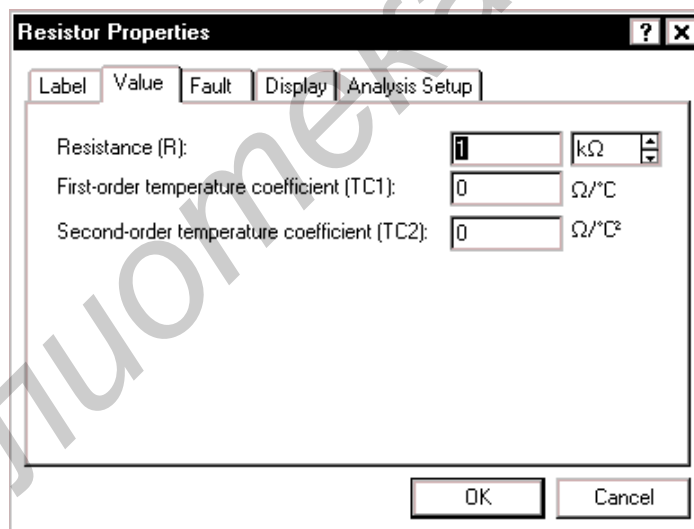 Resistor Properties ? x
Label Value Fault Display Analysis Setup
Resistance (R): 1 kΩ
First-order temperature coefficient (TC1): 0 Ω/°C
Second-order temperature coefficient (TC2): 0 Ω/°C²
OK Cancel
лиотека